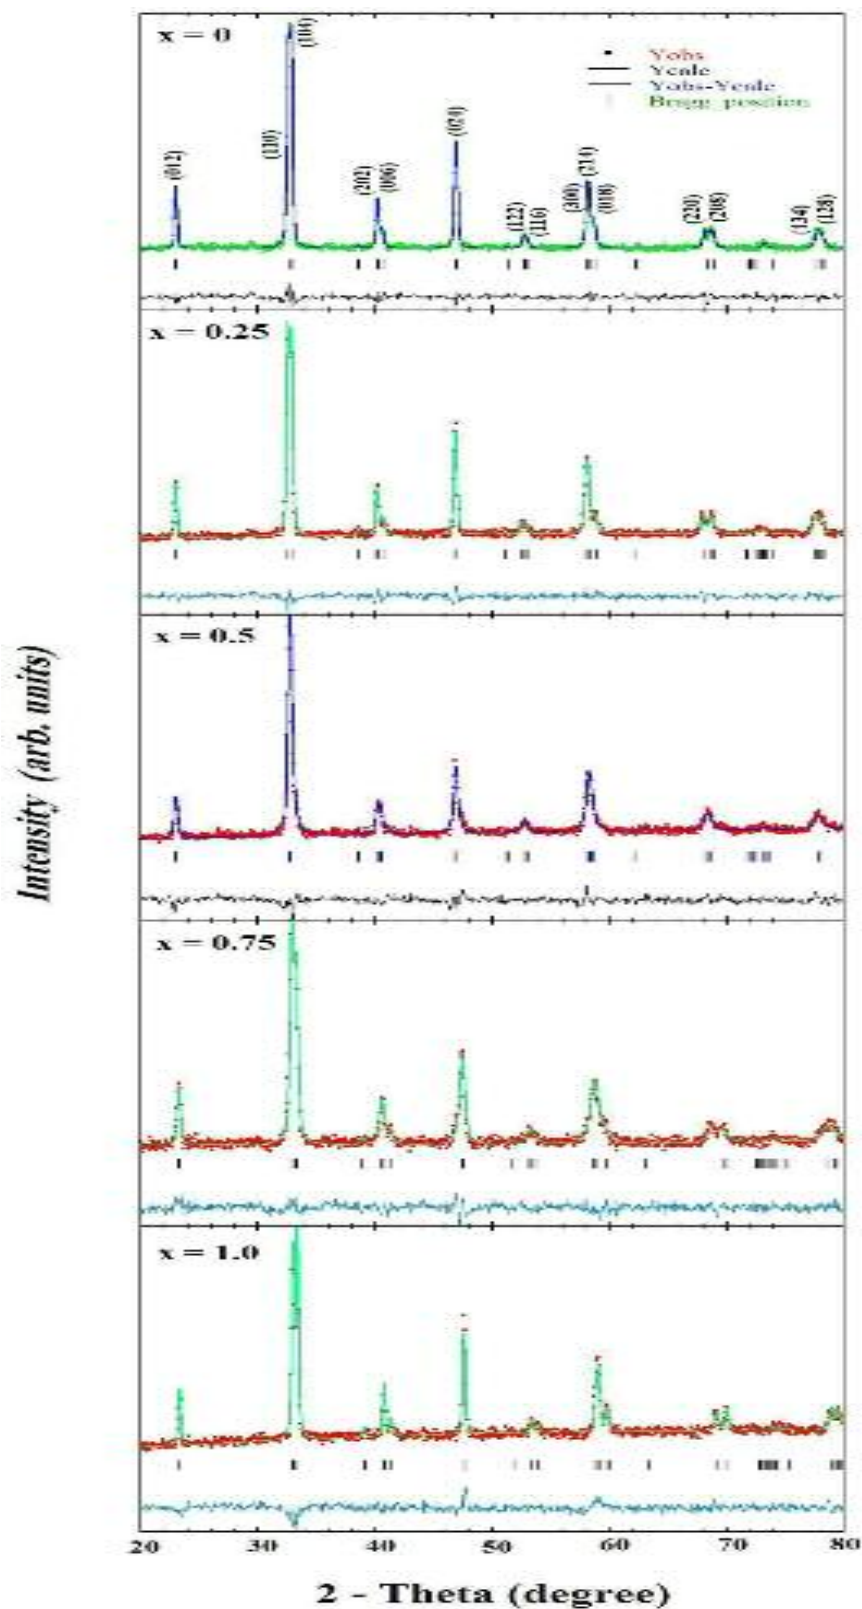 x = 0
(012)
(110)
(104)
(202)
(006)
(024)
(122)
(116)
(300)
(214)
(018)
(220)
(208)
(134)
(128)
Yobs
Ycalc
Yobs-Ycalc
Bragg position
x = 0.25
x = 0.5
x = 0.75
x = 1.0
Intensity (arb. units)
20 30 40 50 60 70 80
2 - Theta (degree)